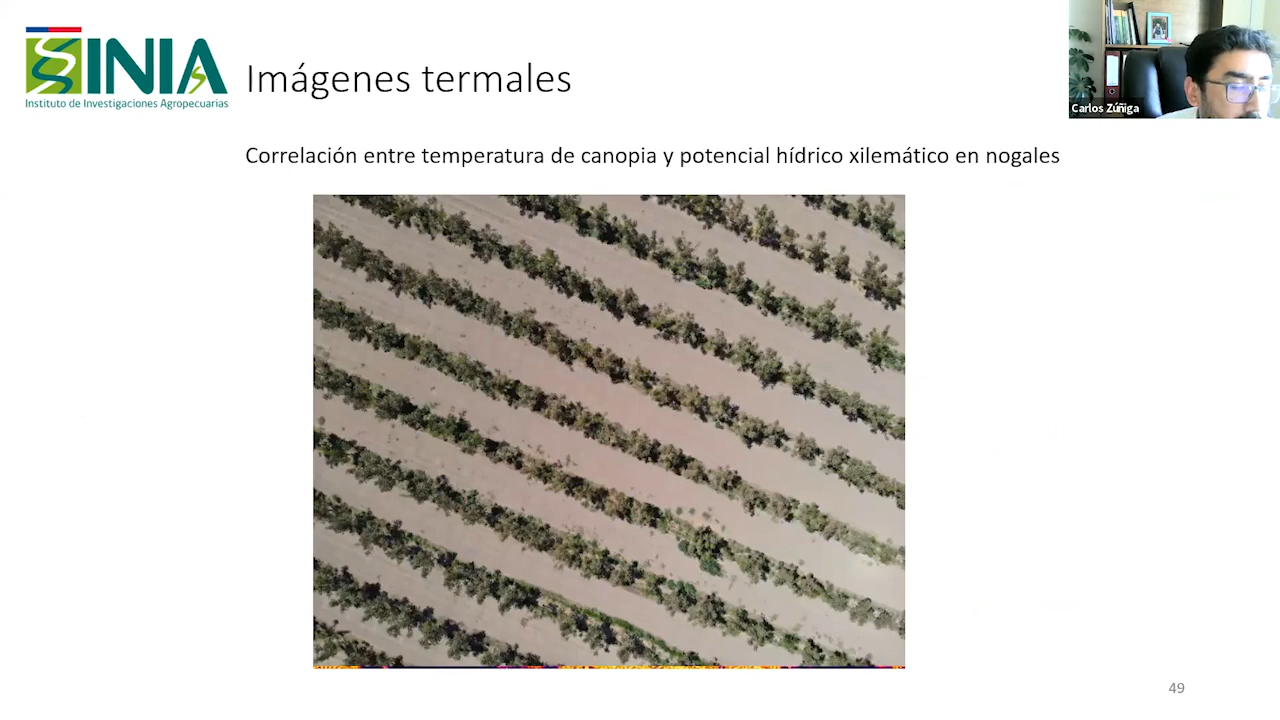 INIA
Instituto de Investigaciones Agropecuarias
Imágenes termales
Carlos Zúñiga
Correlación entre temperatura de canopia y potencial hídrico xilemático en nogales
49